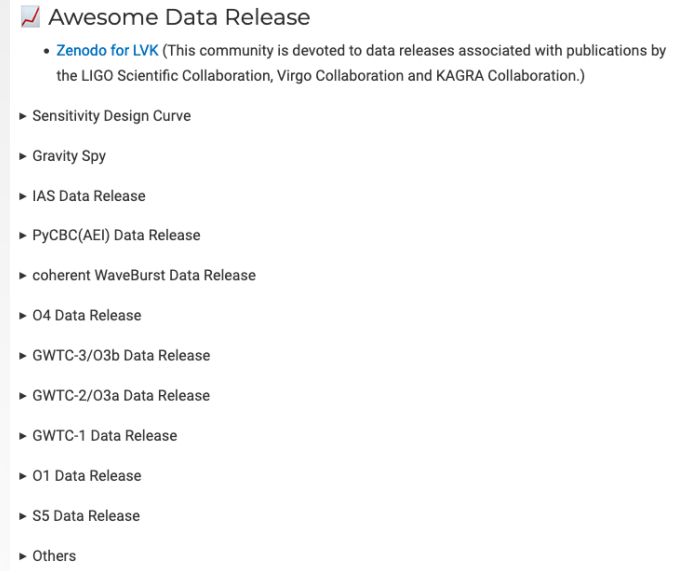 Awesome Data Release
• Zenodo for LVK (This community is devoted to data releases associated with publications by
the LIGO Scientific Collaboration, Virgo Collaboration and KAGRA Collaboration.)
▸ Sensitivity Design Curve
▸ Gravity Spy
▸ IAS Data Release
▸ PyCBC(AEI) Data Release
▸ coherent WaveBurst Data Release
▸ O4 Data Release
▸ GWTC-3/O3b Data Release
▸ GWTC-2/O3a Data Release
▸ GWTC-1 Data Release
▸ O1 Data Release
▸ S5 Data Release
▸ Others